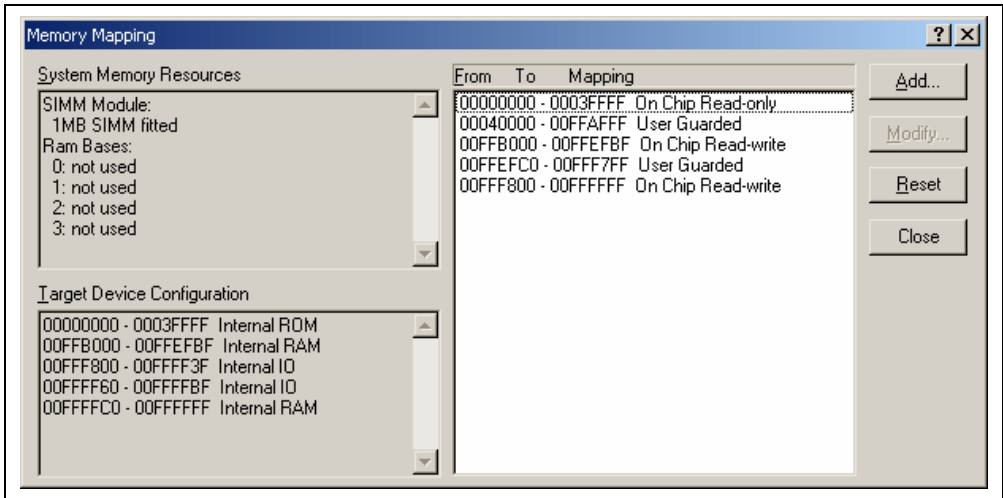 Memory Mapping
System Memory Resources
SIMM Module:
1MB SIMM fitted
Ram Bases:
0: not used
1: not used
2: not used
3: not used
Target Device Configuration
00000000 - 0003FFFF Internal ROM
00FFB000 - 00FFEFBF Internal RAM
00FFF800 - 00FFFF3F Internal IO
00FFFF60 - 00FFFFBF Internal IO
00FFFFC0 - 00FFFFFF Internal RAM
From To Mapping
00000000 - 0003FFFF On Chip Read-only
00040000 - 00FFAFFF User Guarded
00FFB000 - 00FFEFBF On Chip Read-write
00FFEFC0 - 00FFF7FF User Guarded
00FFF800 - 00FFFFFF On Chip Read-write
Add...
Modify...
Reset
Close